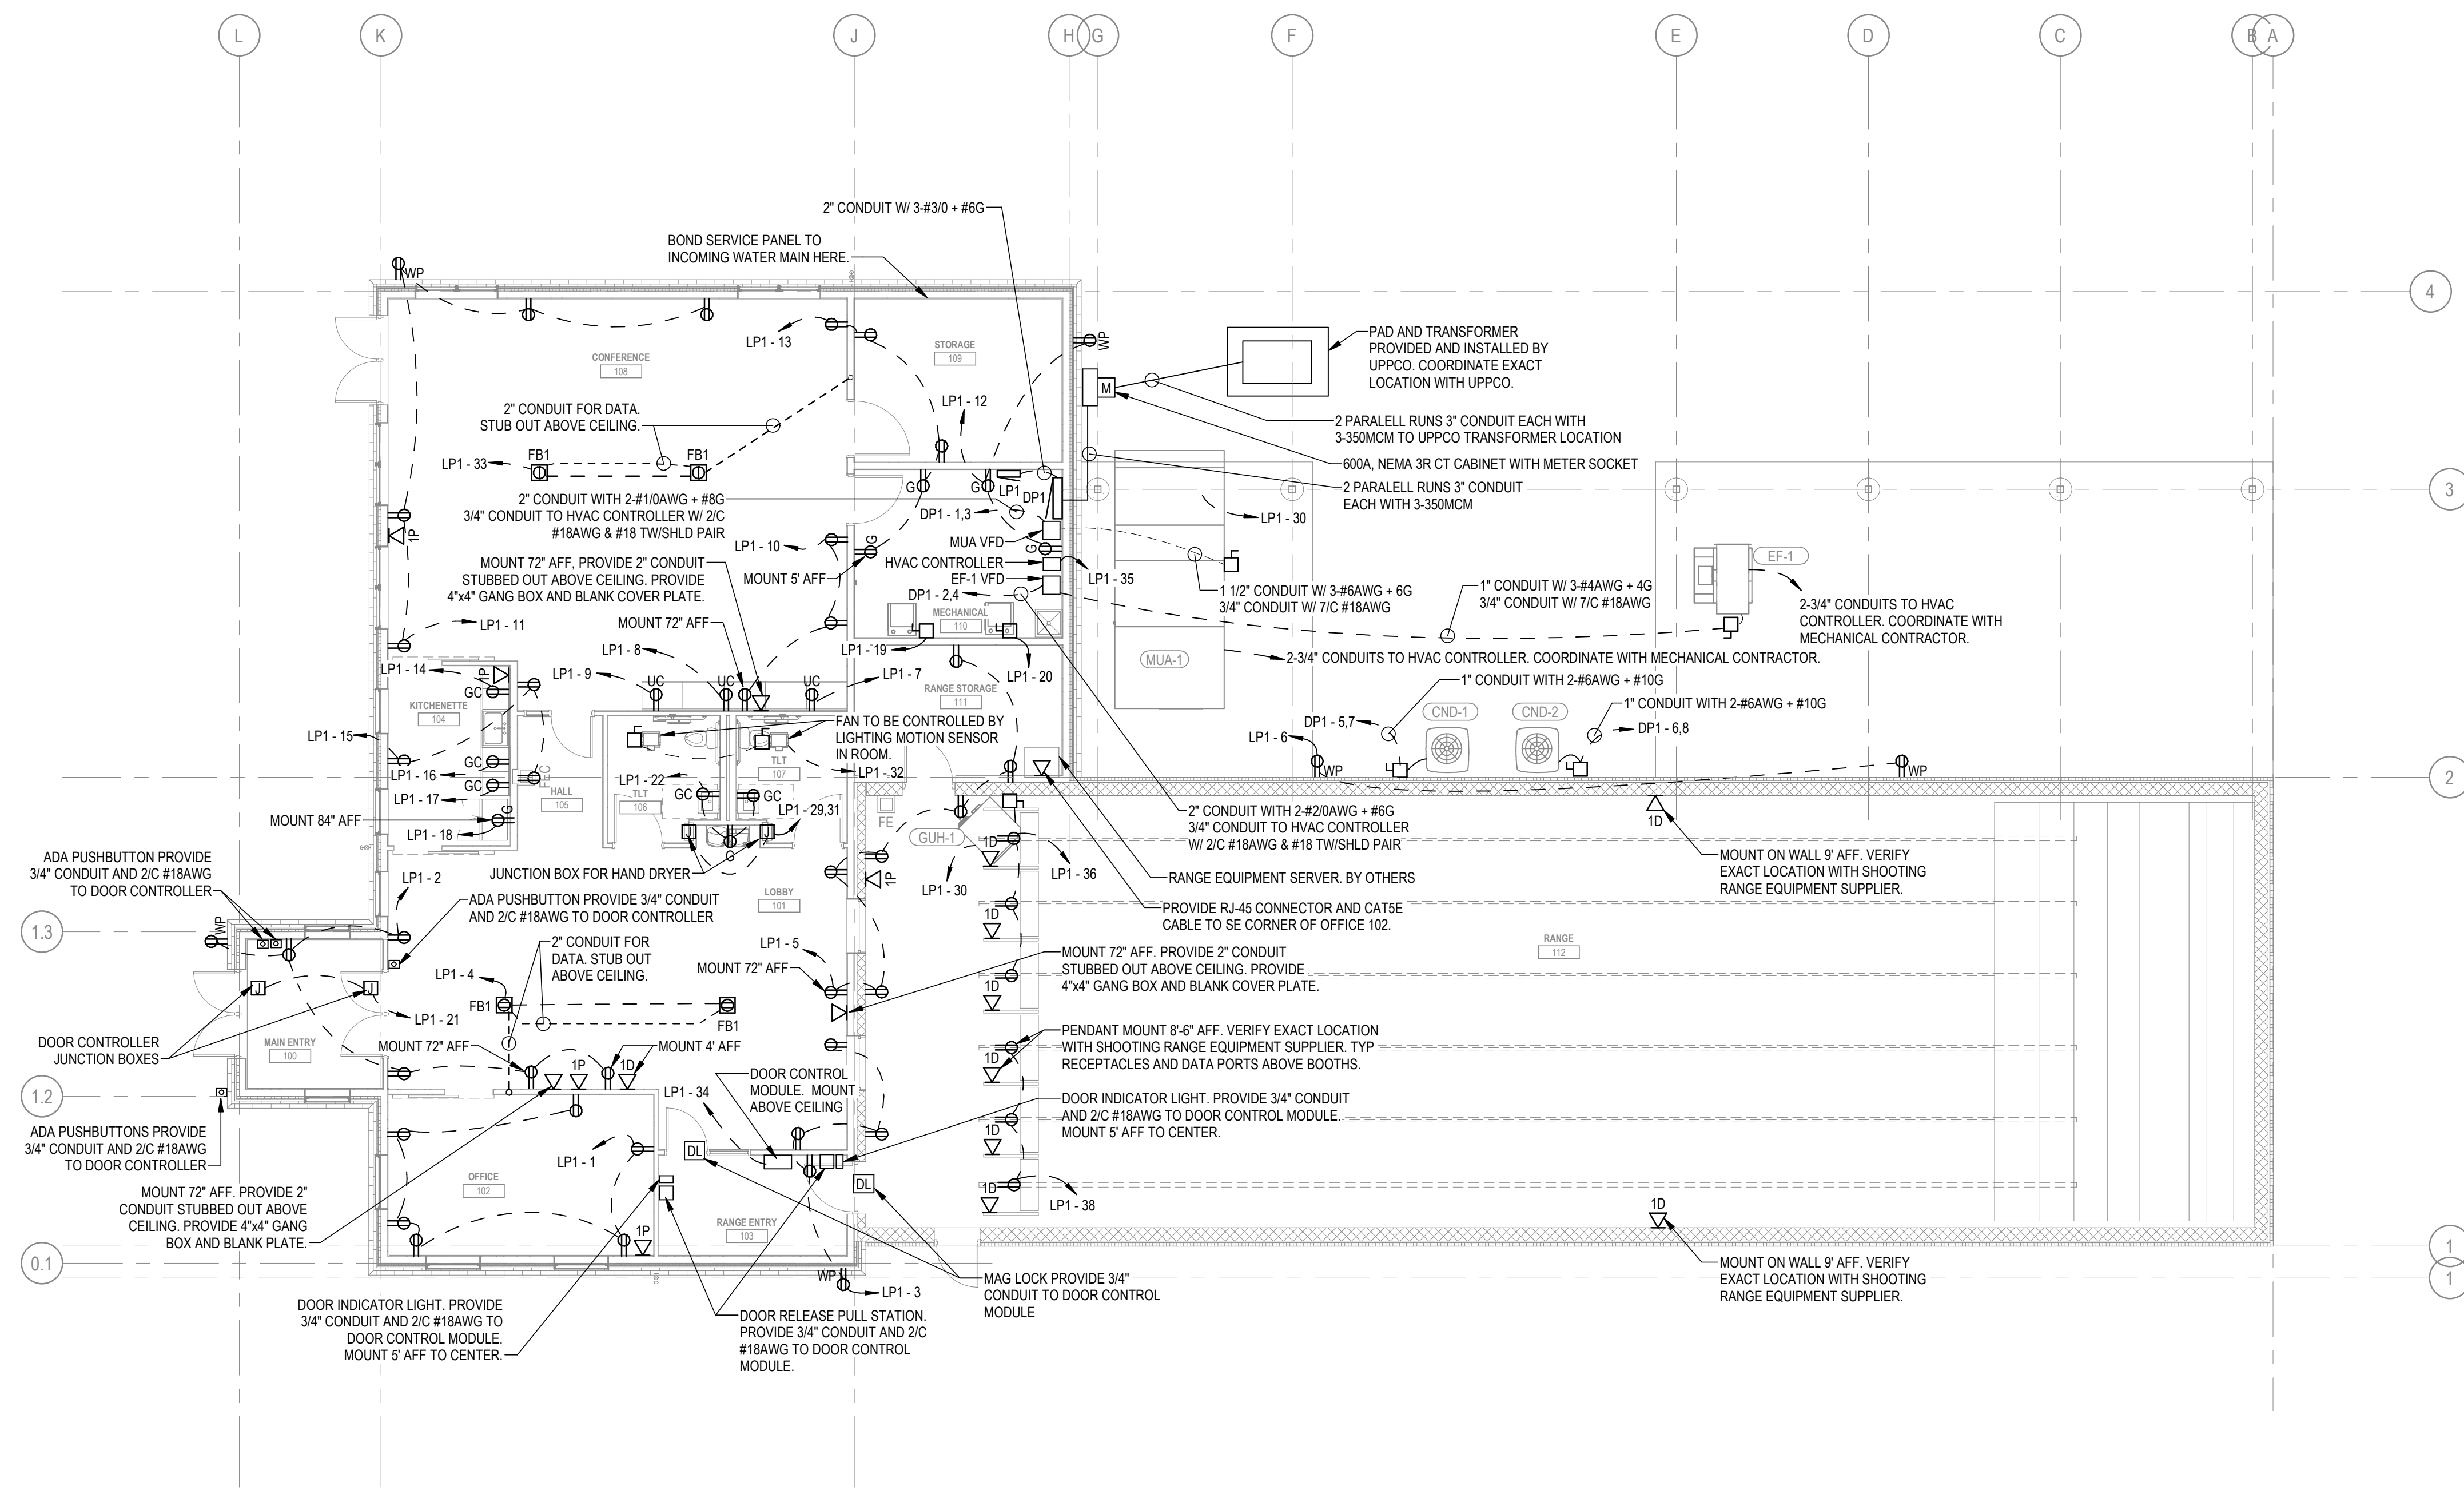 L
K
J
H
G
F
E
D
C
B
A
4
3
2
1
1
1.3
1.2
0.1
2" CONDUIT W/ 3-#3/0 + #6G
BOND SERVICE PANEL TO
INCOMING WATER MAIN HERE.
WP
LP1 - 13
CONFERENCE
108
STORAGE
109
WP
M
PAD AND TRANSFORMER
PROVIDED AND INSTALLED BY
UPPCO. COORDINATE EXACT
LOCATION WITH UPPCO.
2" CONDUIT FOR DATA.
STUB OUT ABOVE CEILING.
LP1 - 12
2 PARALELL RUNS 3" CONDUIT EACH WITH
3-350MCM TO UPPCO TRANSFORMER LOCATION
600A, NEMA 3R CT CABINET WITH METER SOCKET
2 PARALELL RUNS 3" CONDUIT
EACH WITH 3-350MCM
LP1 - 33
FB1
FB1
G
G
LP1
DP1
DP1 - 1,3
LP1 - 30
2" CONDUIT WITH 2-#1/0AWG + #8G
3/4" CONDUIT TO HVAC CONTROLLER W/ 2/C
#18AWG & #18 TW/SHLD PAIR
1P
LP1 - 10
G
MUA VFD
G
HVAC CONTROLLER
EF-1 VFD
LP1 - 35
DP1 - 2,4
MOUNT 72" AFF, PROVIDE 2" CONDUIT
STUBBED OUT ABOVE CEILING. PROVIDE
4"x4" GANG BOX AND BLANK COVER PLATE.
MOUNT 5' AFF
MECHANICAL
110
1 1/2" CONDUIT W/ 3-#6AWG + 6G
3/4" CONDUIT W/ 7/C #18AWG
1" CONDUIT W/ 3-#4AWG + 4G
3/4" CONDUIT W/ 7/C #18AWG
EF-1
2-3/4" CONDUITS TO HVAC
CONTROLLER. COORDINATE WITH
MECHANICAL CONTRACTOR.
LP1 - 11
MOUNT 72" AFF
LP1 - 8
LP1 - 19
LP1 - 20
MUA-1
2-3/4" CONDUITS TO HVAC CONTROLLER. COORDINATE WITH MECHANICAL CONTRACTOR.
LP1 - 14
1P
GC
LP1 - 9
UC
UC
UC
LP1 - 7
RANGE STORAGE
111
1" CONDUIT WITH 2-#6AWG + #10G
CND-1
CND-2
1" CONDUIT WITH 2-#6AWG + #10G
DP1 - 5,7
DP1 - 6,8
KITCHENETTE
104
LP1 - 15
FAN TO BE CONTROLLED BY
LIGHTING MOTION SENSOR
IN ROOM.
LP1 - 6
WP
WP
GC
LP1 - 16
GC
LP1 - 17
FEC
HALL
105
LP1 - 22
TLT
106
TLT
107
LP1 - 32
GC
GC
LP1 - 29,31
MOUNT 84" AFF
G
LP1 - 18
J
J
G
FE
GUH-1
2" CONDUIT WITH 2-#2/0AWG + #6G
3/4" CONDUIT TO HVAC CONTROLLER
W/ 2/C #18AWG & #18 TW/SHLD PAIR
1D
MOUNT ON WALL 9' AFF. VERIFY
EXACT LOCATION WITH SHOOTING
RANGE EQUIPMENT SUPPLIER.
ADA PUSHBUTTON PROVIDE
3/4" CONDUIT AND 2/C #18AWG
TO DOOR CONTROLLER
LP1 - 2
JUNCTION BOX FOR HAND DRYER
LOBBY
101
1P
1D
LP1 - 36
LP1 - 30
RANGE EQUIPMENT SERVER. BY OTHERS
ADA PUSHBUTTON PROVIDE 3/4" CONDUIT
AND 2/C #18AWG TO DOOR CONTROLLER
PROVIDE RJ-45 CONNECTOR AND CAT5E
CABLE TO SE CORNER OF OFFICE 102.
WP
1D
2" CONDUIT FOR
DATA. STUB OUT
ABOVE CEILING.
LP1 - 5
MOUNT 72" AFF
MOUNT 72" AFF. PROVIDE 2" CONDUIT
STUBBED OUT ABOVE CEILING. PROVIDE
4"x4" GANG BOX AND BLANK COVER PLATE.
RANGE
112
J
J
LP1 - 4
FB1
FB1
1D
LP1 - 21
DOOR CONTROLLER
JUNCTION BOXES
MAIN ENTRY
100
MOUNT 72" AFF
MOUNT 4' AFF
1P
1D
PENDANT MOUNT 8'-6" AFF. VERIFY EXACT LOCATION
WITH SHOOTING RANGE EQUIPMENT SUPPLIER. TYP
RECEPTACLES AND DATA PORTS ABOVE BOOTHS.
1D
DOOR CONTROL
MODULE. MOUNT
ABOVE CEILING
LP1 - 34
DOOR INDICATOR LIGHT. PROVIDE 3/4" CONDUIT
AND 2/C #18AWG TO DOOR CONTROL MODULE.
MOUNT 5' AFF TO CENTER.
1D
ADA PUSHBUTTONS PROVIDE
3/4" CONDUIT AND 2/C #18AWG
TO DOOR CONTROLLER
LP1 - 1
DL
DL
OFFICE
102
1D
LP1 - 38
MOUNT 72" AFF. PROVIDE 2"
CONDUIT STUBBED OUT ABOVE
CEILING. PROVIDE 4"x4" GANG
BOX AND BLANK PLATE.
1P
RANGE ENTRY
103
1D
MOUNT ON WALL 9' AFF. VERIFY
EXACT LOCATION WITH SHOOTING
RANGE EQUIPMENT SUPPLIER.
WP
LP1 - 3
MAG LOCK PROVIDE 3/4"
CONDUIT TO DOOR CONTROL
MODULE
DOOR INDICATOR LIGHT. PROVIDE
3/4" CONDUIT AND 2/C #18AWG TO
DOOR CONTROL MODULE.
MOUNT 5' AFF TO CENTER.
DOOR RELEASE PULL STATION.
PROVIDE 3/4" CONDUIT AND 2/C
#18AWG TO DOOR CONTROL
MODULE.